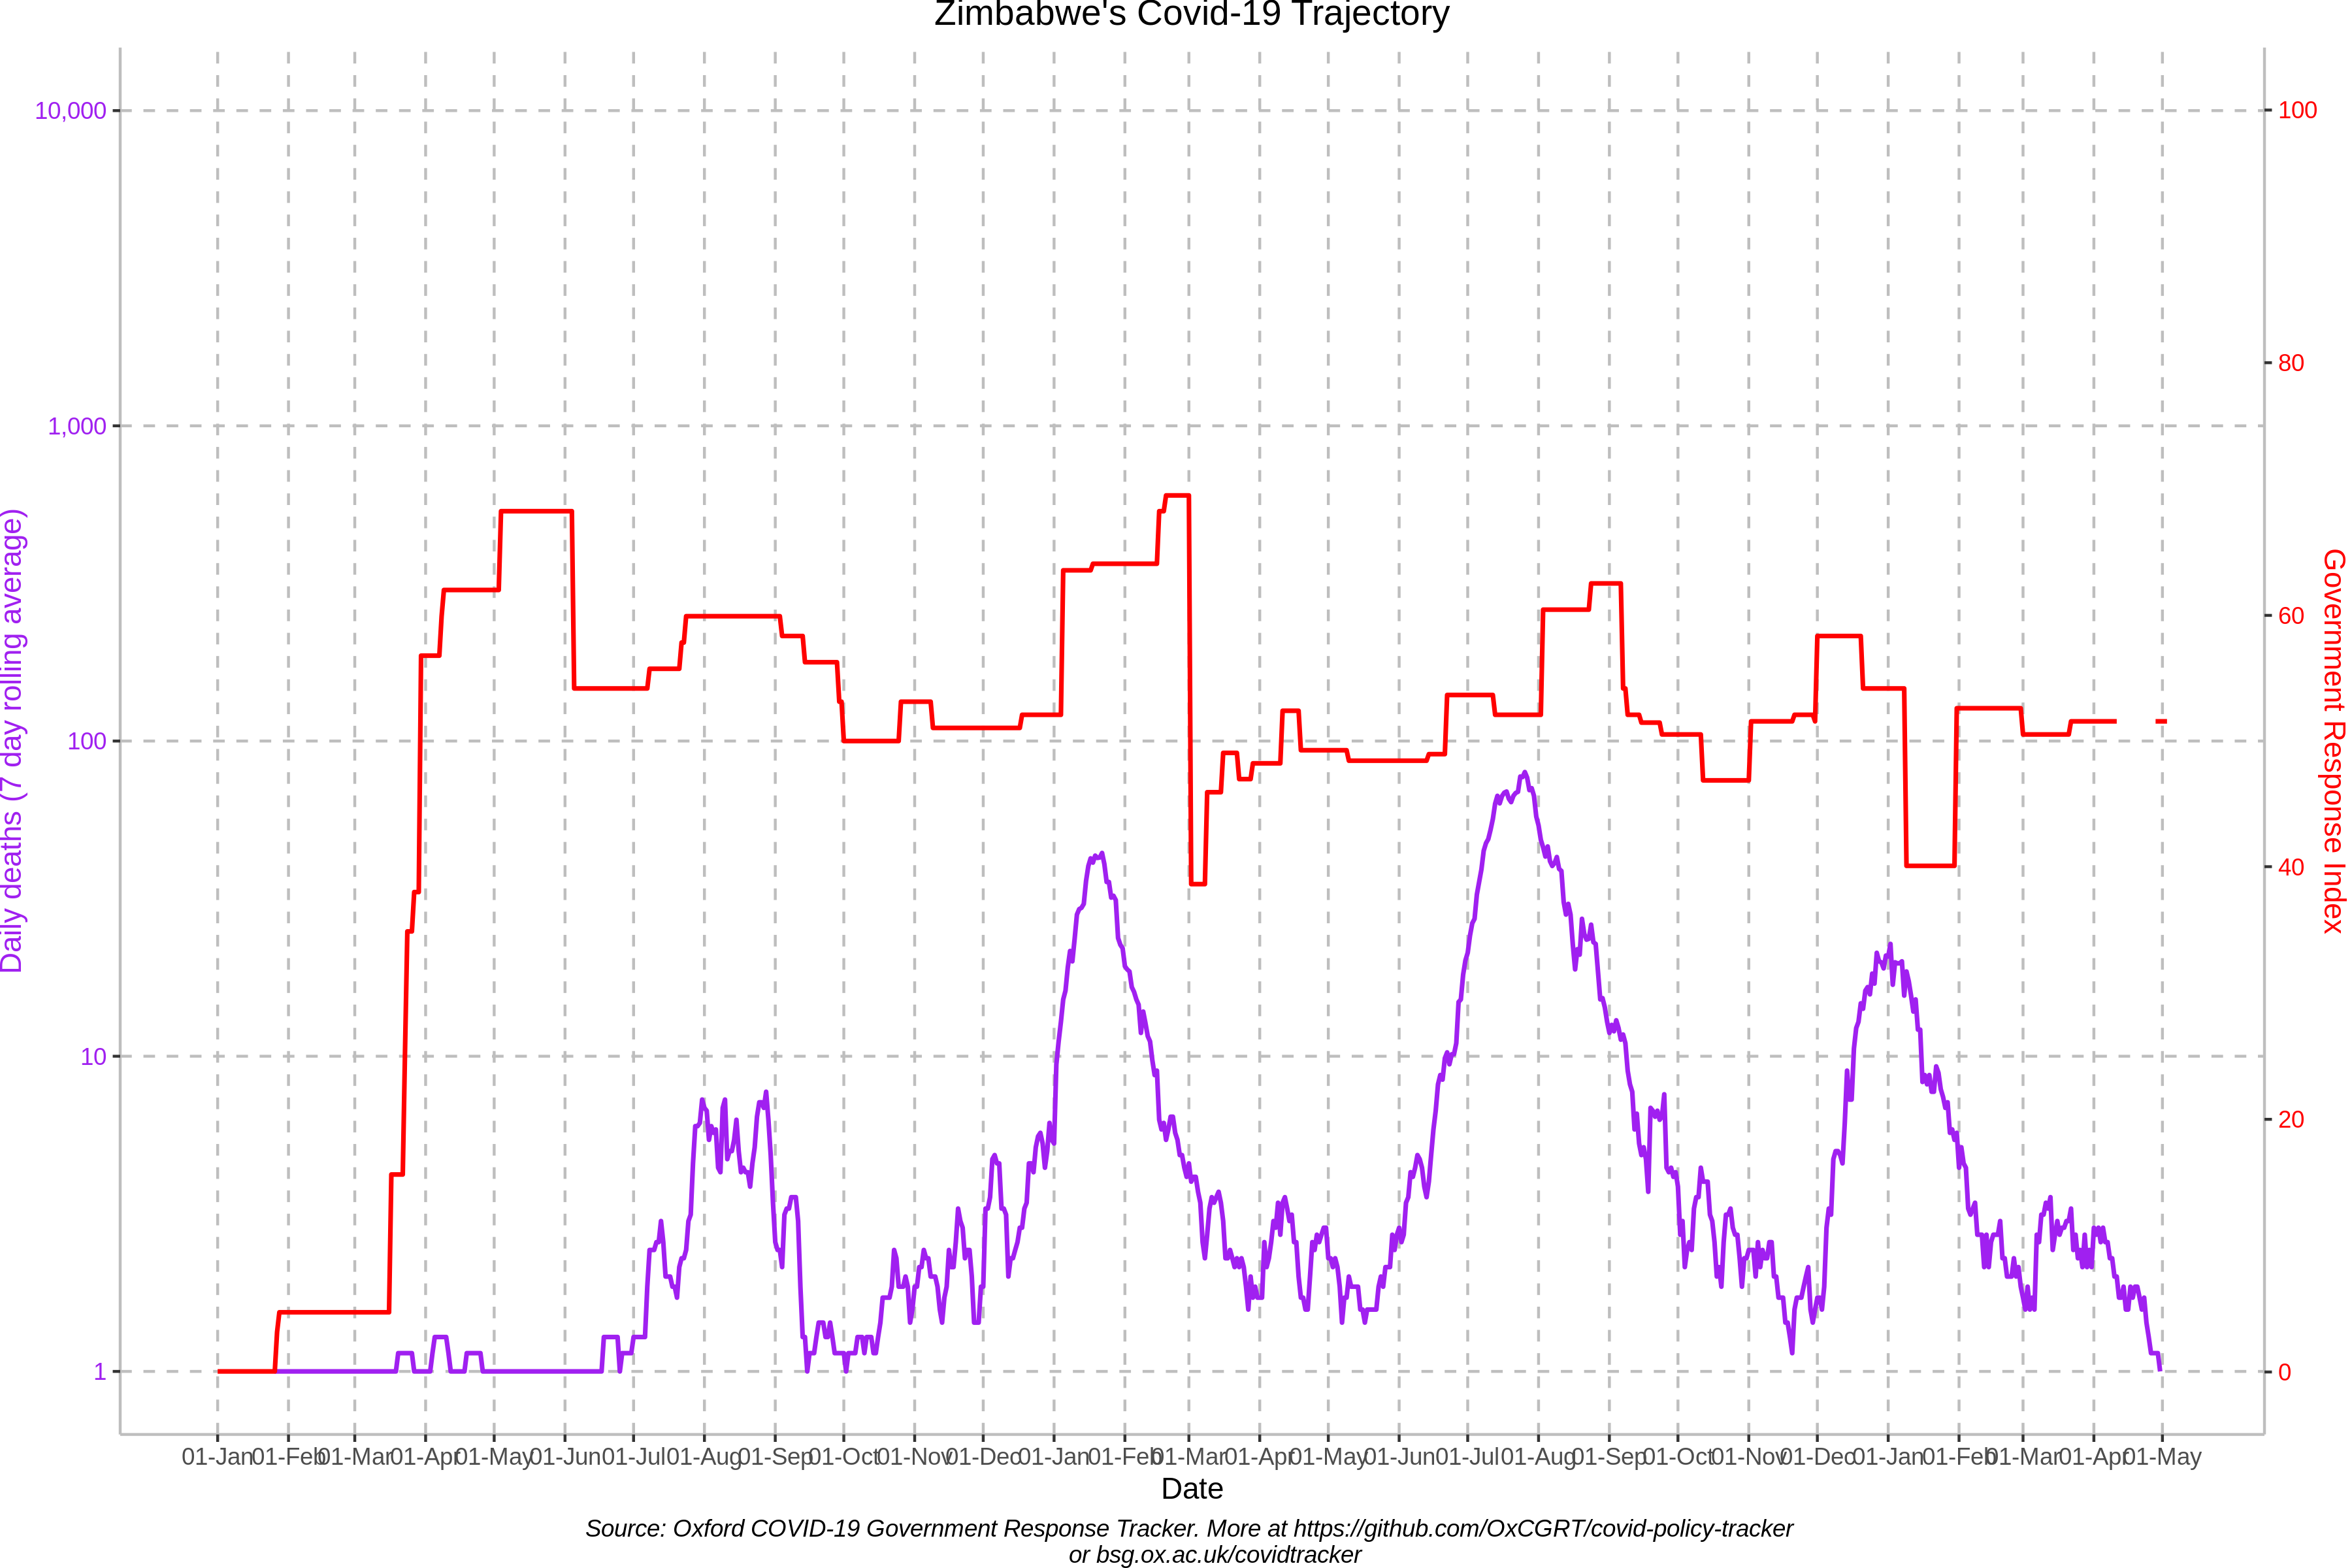 Zimbabwe's Covid-19 Trajectory
10,000
1,000
100
10
1
Daily deaths (7 day rolling average)
100
80
60
40
20
0
Government Response Index
01-Jan 01-Feb 01-Mar 01-Apr 01-May 01-Jun 01-Jul 01-Aug 01-Sep 01-Oct 01-Nov 01-Dec 01-Jan 01-Feb 01-Mar 01-Apr 01-May 01-Jun 01-Jul 01-Aug 01-Sep 01-Oct 01-Nov 01-Dec 01-Jan 01-Feb 01-Mar 01-Apr 01-May
Date
Source: Oxford COVID-19 Government Response Tracker. More at https://github.com/OxCGRT/covid-policy-tracker
or bsg.ox.ac.uk/covidtracker